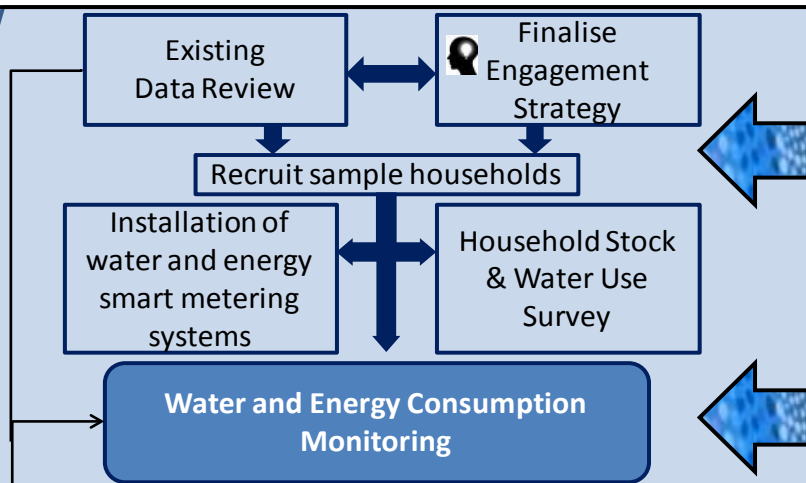 Existing
Data Review
Finalise
Engagement
Strategy
Recruit sample households
Installation of
water and energy
smart metering
systems
Household Stock
& Water Use
Survey
Water and Energy Consumption
Monitoring